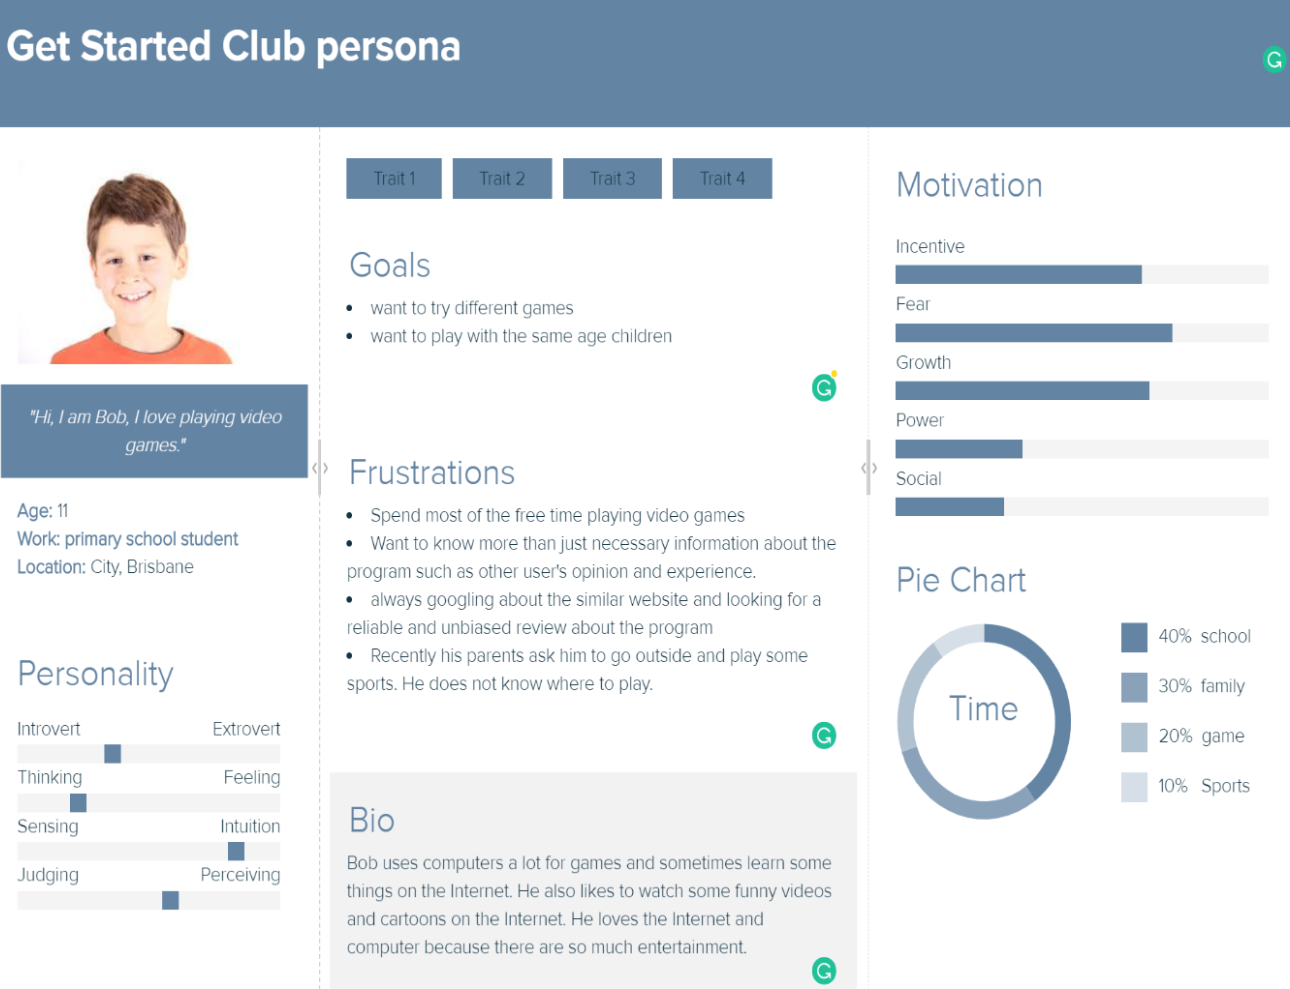 Get Started Club persona
"Hi, I am Bob, I love playing video
games."
Age: 11
Work: primary school student
Location: City, Brisbane
Personality
Introvert Extrovert
Thinking Feeling
Sensing Intuition
Judging Perceiving
Trait 1 Trait 2 Trait 3 Trait 4
Goals
• want to try different games
• want to play with the same age children
Frustrations
• Spend most of the free time playing video games
• Want to know more than just necessary information about the
program such as other user's opinion and experience.
• always googling about the similar website and looking for a
reliable and unbiased review about the program
• Recently his parents ask him to go outside and play some
sports. He does not know where to play.
Bio
Bob uses computers a lot for games and sometimes learn some
things on the Internet. He also likes to watch some funny videos
and cartoons on the Internet. He loves the Internet and
computer because there are so much entertainment.
Motivation
Incentive
Fear
Growth
Power
Social
Pie Chart
Time
40% school
30% family
20% game
10% Sports